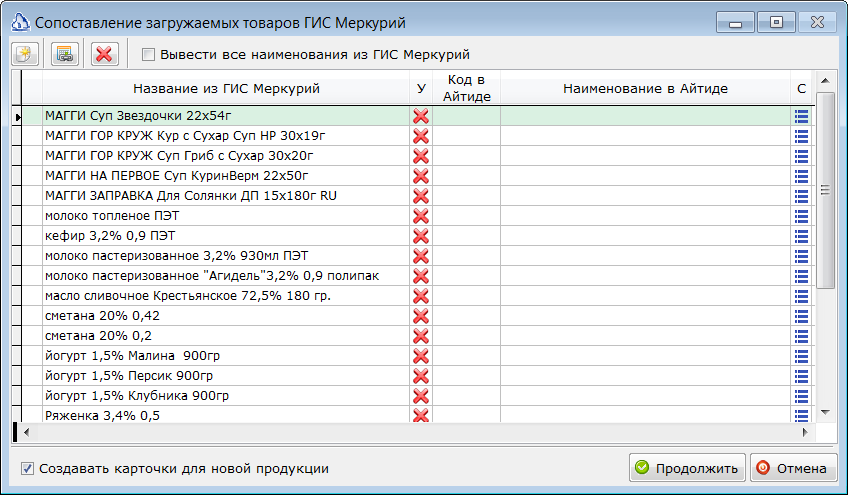 Сопоставление загружаемых товаров ГИС Меркурий
Вывести все наименования из ГИС Меркурий
Название из ГИС Меркурий У Код в Айтиде Наименование в Айтиде С
МАГГИ Суп Звездочки 22х54г
МАГГИ ГОР КРУЖ Кур с Сухар Суп НР 30х19г
МАГГИ ГОР КРУЖ Суп Гриб с Сухар 30х20г
МАГГИ НА ПЕРВОЕ Суп КуринВерм 22х50г
МАГГИ ЗАПРАВКА Для Солянки ДП 15х180г RU
молоко топленое ПЭТ
кефир 3,2% 0,9 ПЭТ
молоко пастеризованное 3,2% 930мл ПЭТ
молоко пастеризованное "Агидель"3,2% 0,9 полипак
масло сливочное Крестьянское 72,5% 180 гр.
сметана 20% 0,42
сметана 20% 0,2
йогурт 1,5% Малина 900гр
йогурт 1,5% Персик 900гр
йогурт 1,5% Клубника 900гр
Ряженка 3,4% 0,5
Создавать карточки для новой продукции
Продолжить
Отмена